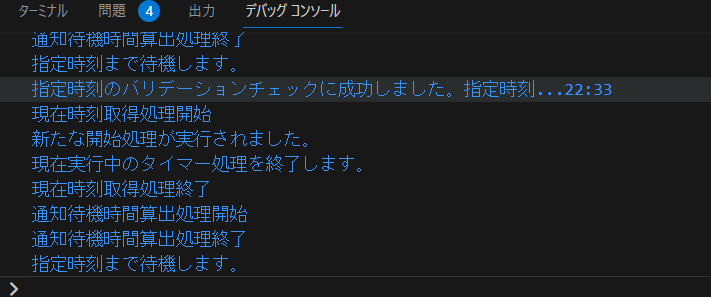 ターミナル 問題 4 出力 デバッグ コンソール
通知待機時間算出処理終了
指定時刻まで待機します。
指定時刻のバリデーションチェックに成功しました。指定時刻...22:33
現在時刻取得処理開始
新たな開始処理が実行されました。
現在実行中のタイマー処理を終了します。
現在時刻取得処理終了
通知待機時間算出処理開始
通知待機時間算出処理終了
指定時刻まで待機します。